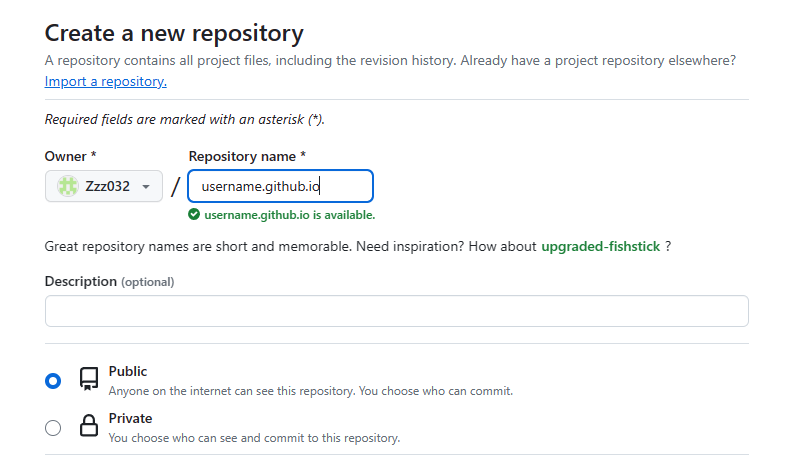 Create a new repository
A repository contains all project files, including the revision history. Already have a project repository elsewhere?
Import a repository.
Required fields are marked with an asterisk (*).
Owner * Repository name *
Zzz032 / username.github.io
username.github.io is available.
Great repository names are short and memorable. Need inspiration? How about upgraded-fishstick ?
Description (optional)
Public
Anyone on the internet can see this repository. You choose who can commit.
Private
You choose who can see and commit to this repository.